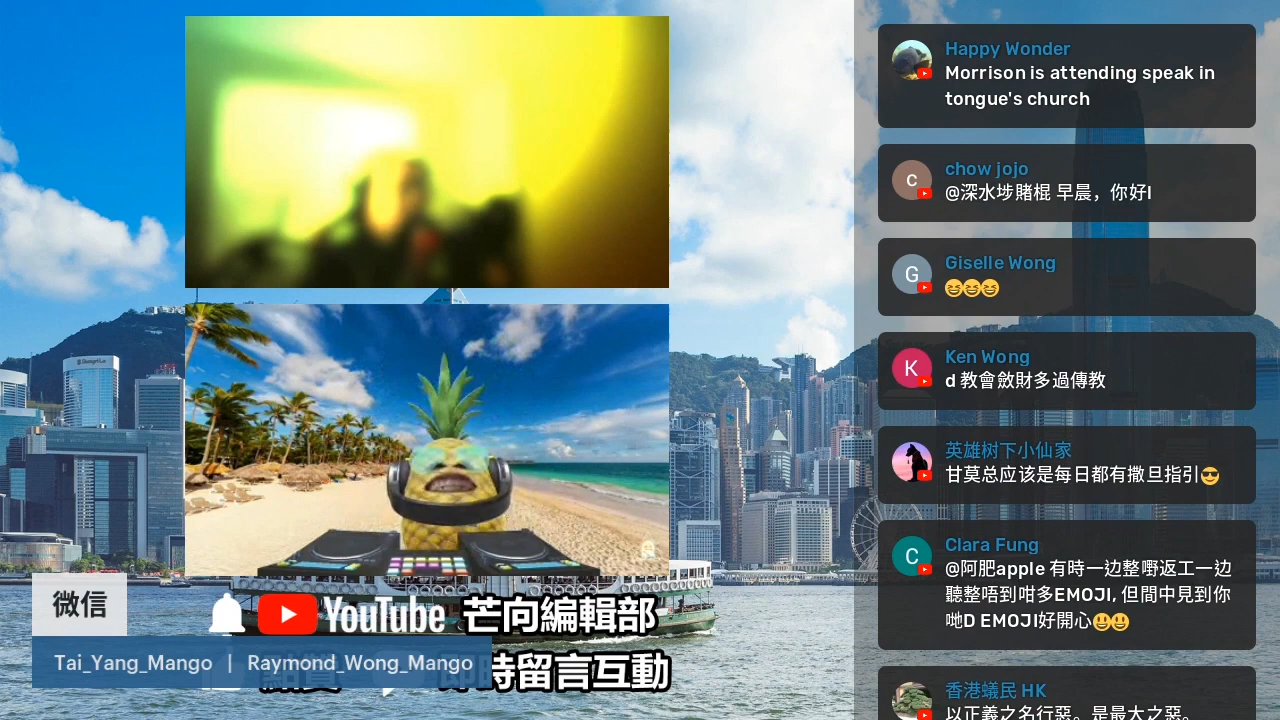 Happy Wonder
Morrison is attending speak in
tongue's church
chow jojo
@深水埗賭棍 早晨，你好!
Giselle Wong
😆😆😆
Ken Wong
d 教會斂財多過傳教
英雄树下小仙家
甘莫总应该是每日都有撒旦指引😎
Clara Fung
@阿肥apple 有時一边整嘢返工一边
聽整唔到咁多EMOJI, 但間中見到你
哋D EMOJI好開心😃😃
香港蟻民 HK
以正義之名行惡。是最大之惡
微信
YouTube 芒向編輯部
Tai_Yang_Mango | Raymond_Wong_Mango
即時留言互動